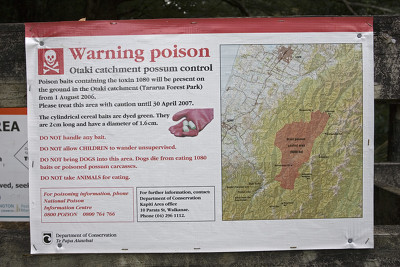 Warning poison
Otaki catchment possum control
Poison baits containing the toxin 1080 will be present on
the ground in the Otaki catchment (Tararua Forest Park)
from 1 August 2006.
Please treat this area with caution until 30 April 2007.
The cylindrical cereal baits are dyed green. They
are 2cm long and have a diameter of 1.6cm.
DO NOT handle any bait.
DO NOT allow CHILDREN to wander unsupervised.
DO NOT bring DOGS into this area. Dogs die from eating 1080
baits or poisoned possum carcasses.
DO NOT take ANIMALS for eating.
For poisoning information, phone
National Poison
Information Centre
0800 POISON 0800 764 766
For further information, contact:
Department of Conservation
Kapiti Area office
10 Parata St, Waikanae.
Phone (04) 296 1112.
Department of Conservation
Te Papa Atawhai
AREA